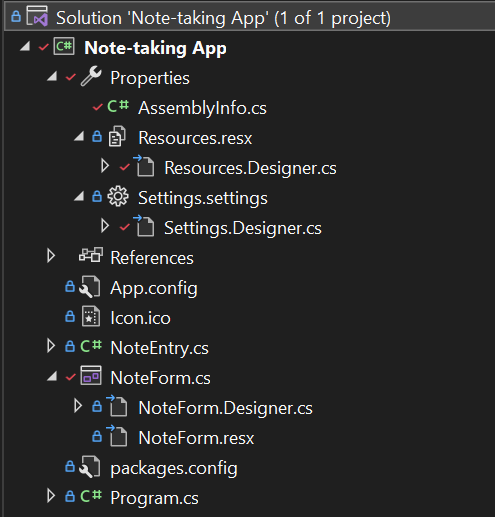 Solution 'Note-taking App' (1 of 1 project)
C# Note-taking App
Properties
C# AssemblyInfo.cs
Resources.resx
Resources.Designer.cs
Settings.settings
Settings.Designer.cs
References
App.config
Icon.ico
C# NoteEntry.cs
NoteForm.cs
NoteForm.Designer.cs
NoteForm.resx
packages.config
C# Program.cs